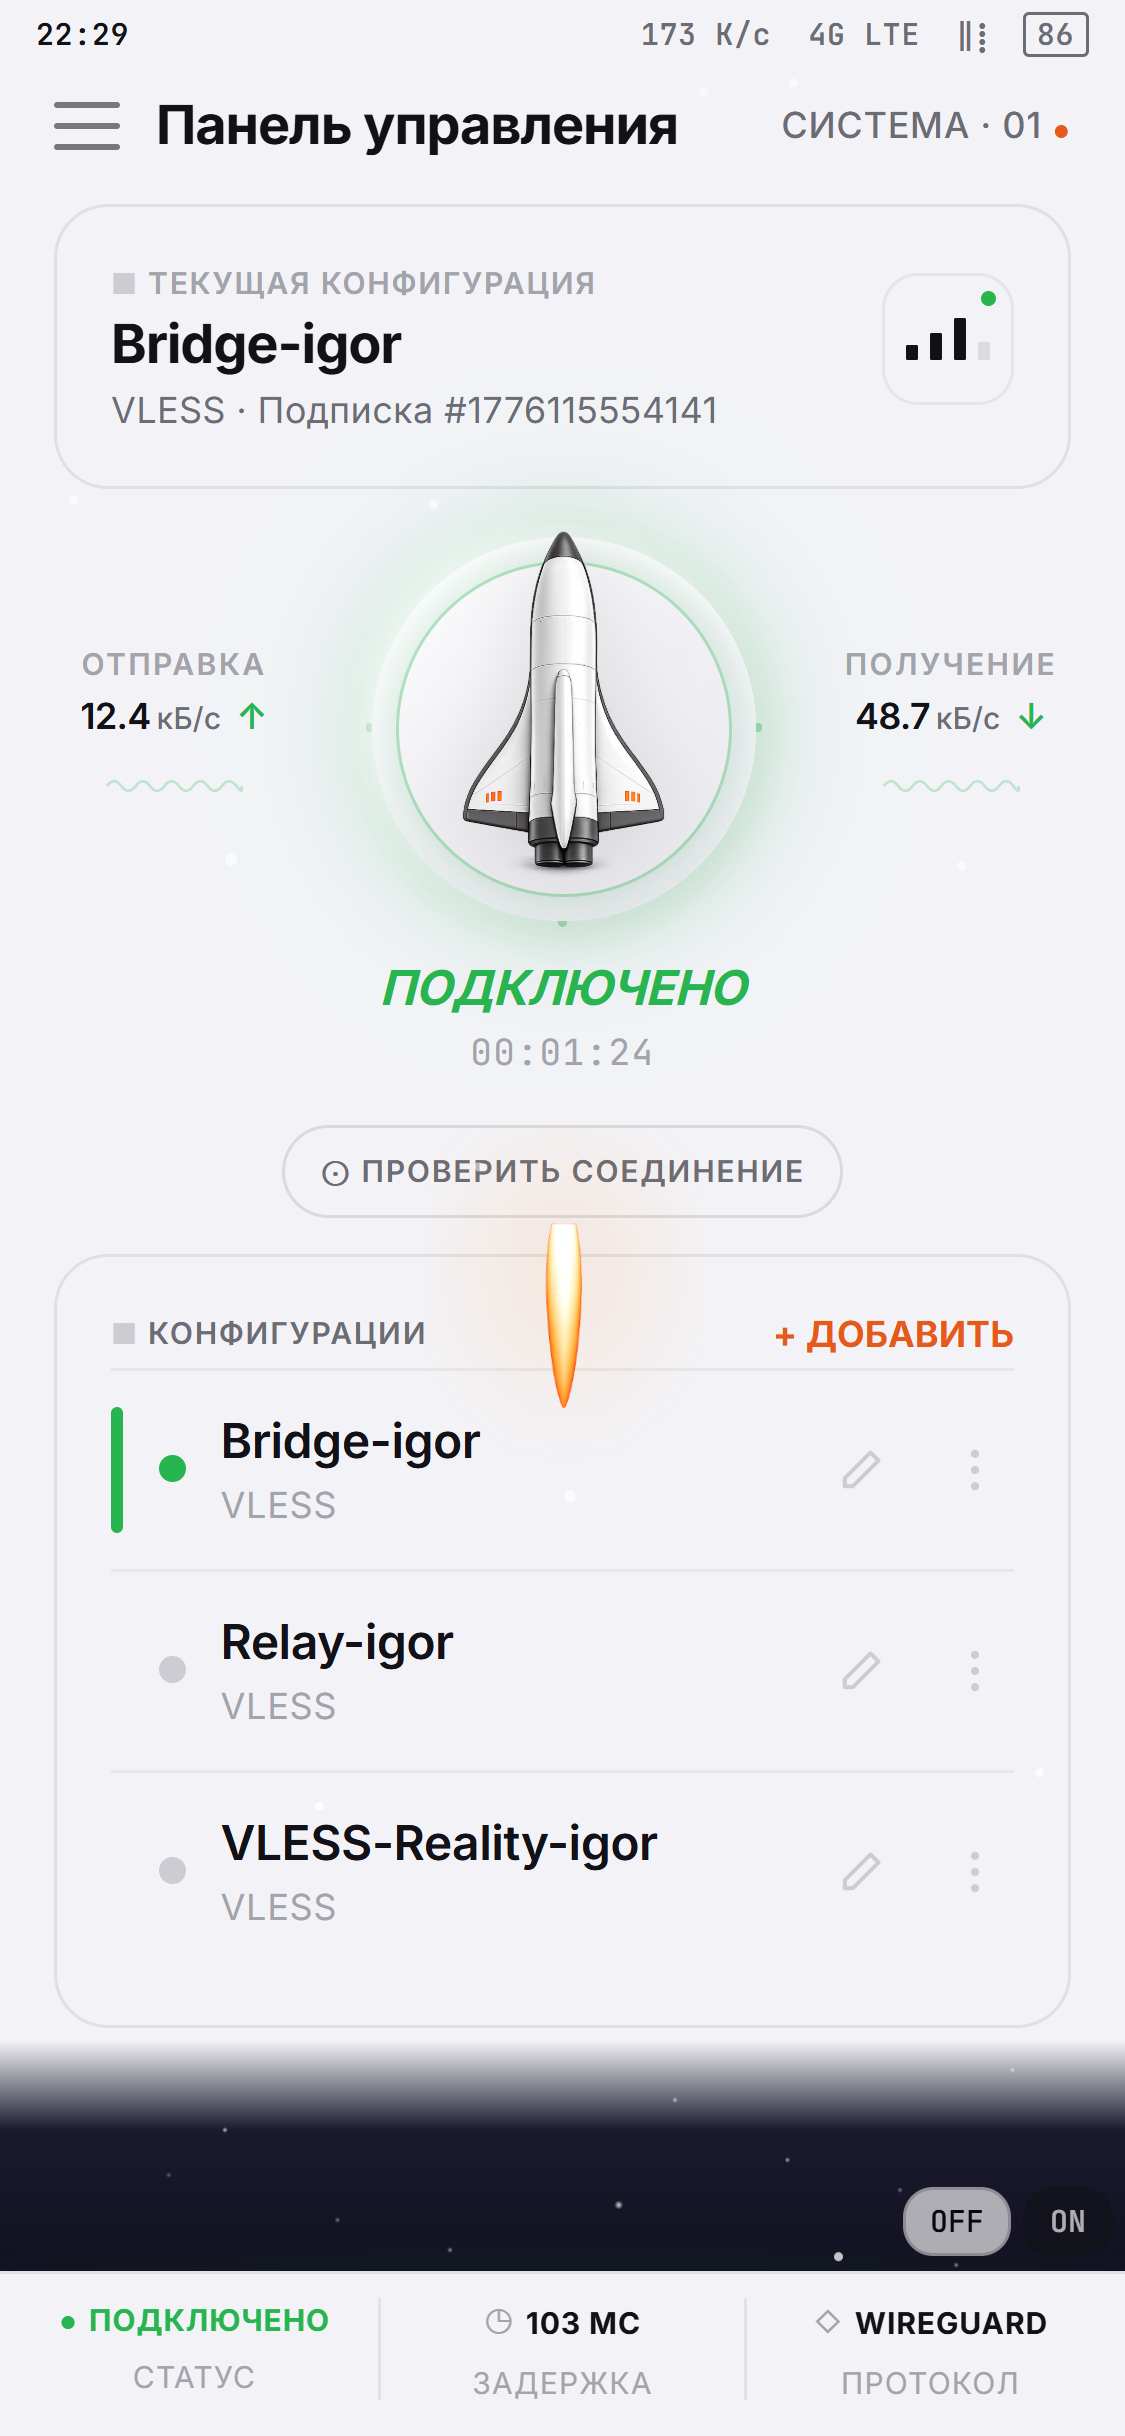 22:29 173 K/c 4G LTE 86
Панель управления СИСТЕМА · 01
ТЕКУЩАЯ КОНФИГУРАЦИЯ
Bridge-igor
VLESS · Подписка #1776115554141
ОТПРАВКА
12.4 кБ/с ↑
ПОЛУЧЕНИЕ
48.7 кБ/с ↓
ПОДКЛЮЧЕНО
00:01:24
ПРОВЕРИТЬ СОЕДИНЕНИЕ
КОНФИГУРАЦИИ + ДОБАВИТЬ
Bridge-igor
VLESS
Relay-igor
VLESS
VLESS-Reality-igor
VLESS
OFF ON
ПОДКЛЮЧЕНО
СТАТУС
103 МС
ЗАДЕРЖКА
WIREGUARD
ПРОТОКОЛ